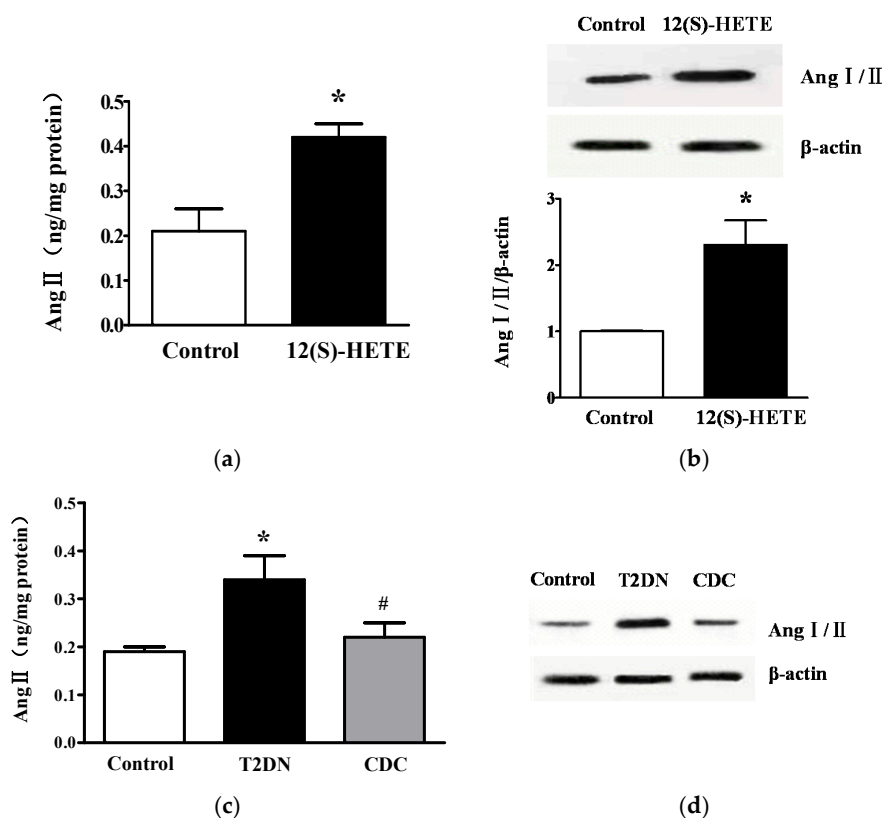 AngⅡ (ng/mg protein)
0.5
0.4
0.3
0.2
0.1
0.0
*
Control 12(S)-HETE
(a)
Control 12(S)-HETE
AngⅠ/Ⅱ
β-actin
AngⅠ/Ⅱ/β-actin
3
2
1
0
*
Control 12(S)-HETE
(b)
AngⅡ (ng/mg protein)
0.5
0.4
0.3
0.2
0.1
0.0
*
#
Control T2DN CDC
(c)
Control T2DN CDC
AngⅠ/Ⅱ
β-actin
(d)